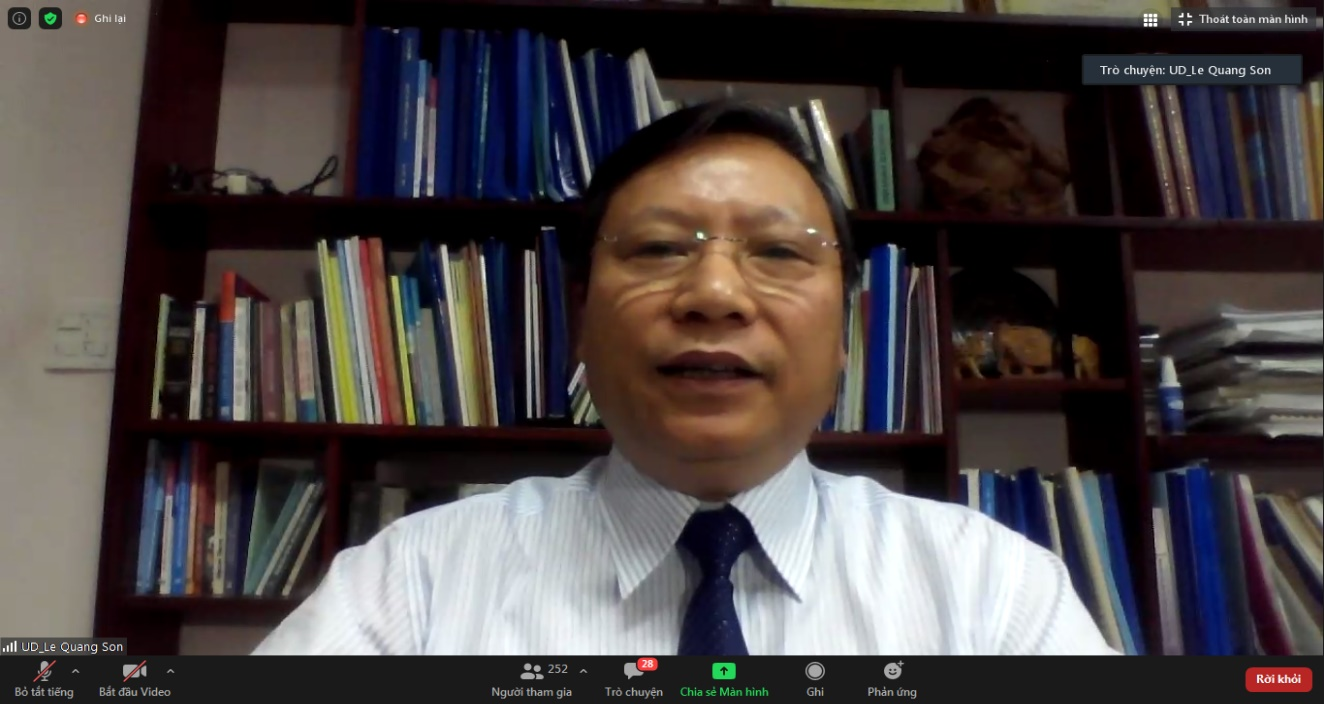 Ghi lại
Thoát toàn màn hình
Trò chuyện: UD_Le Quang Son
UD_Le Quang Son
252
28
Bỏ tắt tiếng
Bắt đầu Video
Người tham gia
Trò chuyện
Chia sẻ Màn hình
Ghi
Phản ứng
Rời khỏi